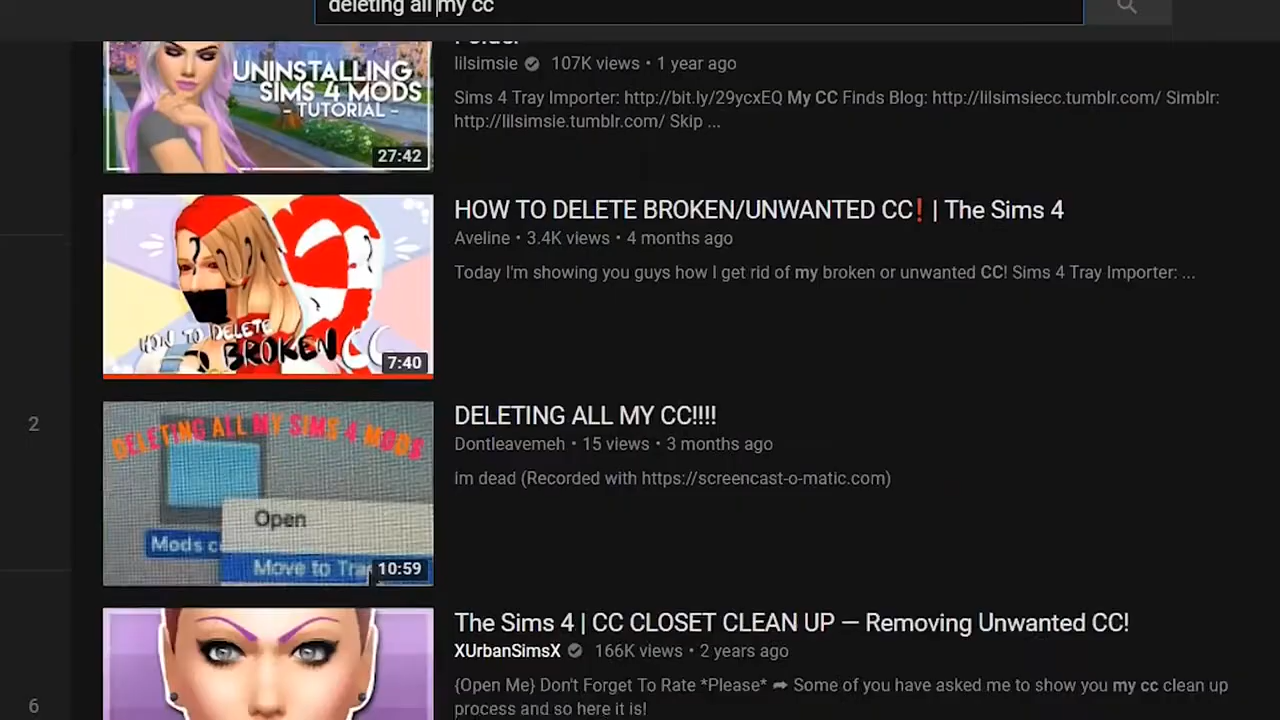 deleting all my cc
Folder
lilsimsie 107K views • 1 year ago
Sims 4 Tray Importer: http://bit.ly/29ycxEQ My CC Finds Blog: http://lilsimsiecc.tumblr.com/ Simblr:
http://lilsimsie.tumblr.com/ Skip ...
UNINSTALLING
SIMS 4 MODS
- TUTORIAL -
27:42
HOW TO DELETE BROKEN/UNWANTED CC❗ | The Sims 4
Aveline • 3.4K views • 4 months ago
Today I'm showing you guys how I get rid of my broken or unwanted CC! Sims 4 Tray Importer: ...
HOW TO DELETE
BROKEN CC
7:40
2
DELETING ALL MY CC!!!!
Dontleavemeh • 15 views • 3 months ago
im dead (Recorded with https://screencast-o-matic.com)
DELETING ALL MY SIMS 4 MODS
Open
Mods c
Move to Tra
10:59
The Sims 4 | CC CLOSET CLEAN UP — Removing Unwanted CC!
XUrbanSimsX 166K views • 2 years ago
{Open Me} Don't Forget To Rate *Please* ➦ Some of you have asked me to show you my cc clean up
process and so here it is!
6